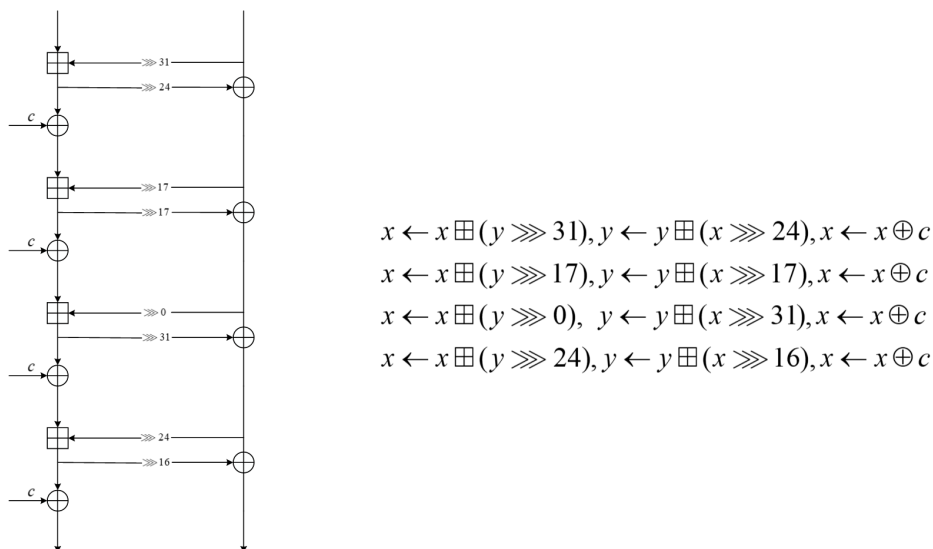 ⋙ 31
⋙ 24
c
⋙ 17
⋙ 17
c
⋙ 0
⋙ 31
c
⋙ 24
⋙ 16
c
x ← x ⊞ (y ⋙ 31), y ← y ⊞ (x ⋙ 24), x ← x ⊕ c
x ← x ⊞ (y ⋙ 17), y ← y ⊞ (x ⋙ 17), x ← x ⊕ c
x ← x ⊞ (y ⋙ 0), y ← y ⊞ (x ⋙ 31), x ← x ⊕ c
x ← x ⊞ (y ⋙ 24), y ← y ⊞ (x ⋙ 16), x ← x ⊕ c